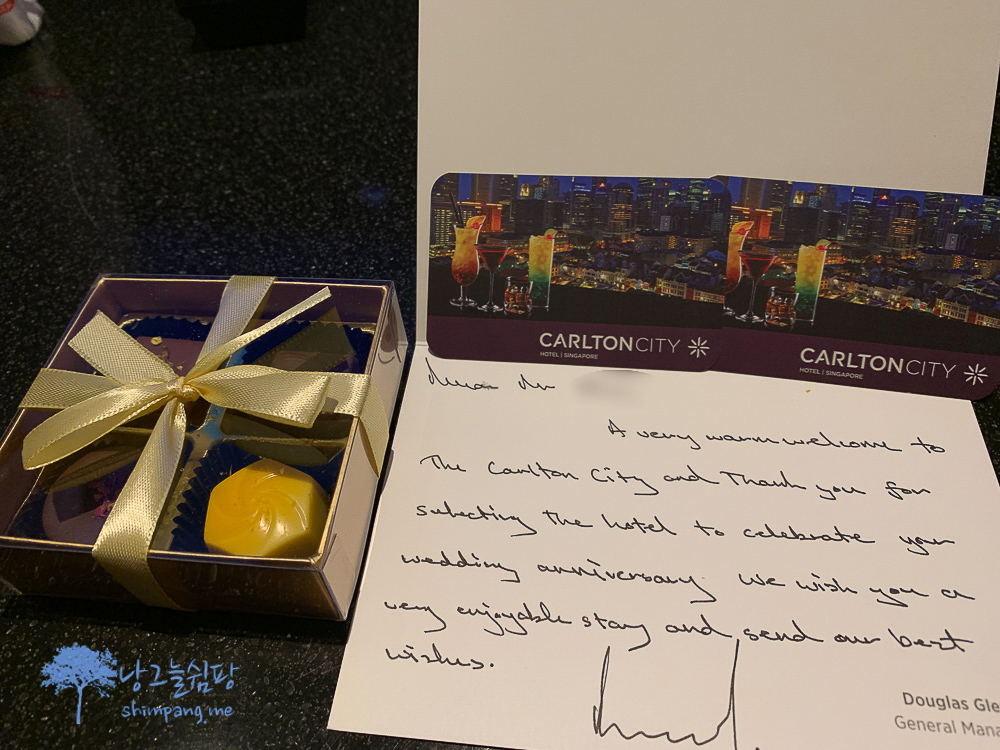 CARLTON CITY
HOTEL | SINGAPORE
CARLTON CITY
HOTEL | SINGAPORE
Dear Mr
A very warm welcome to
The Carlton City and Thank you for
selecting the hotel to celebrate your
wedding anniversary. We wish you a
very enjoyable stay and send our best
wishes.
Douglas Gle
General Mana
낭그늘쉼팡
shimpang.me